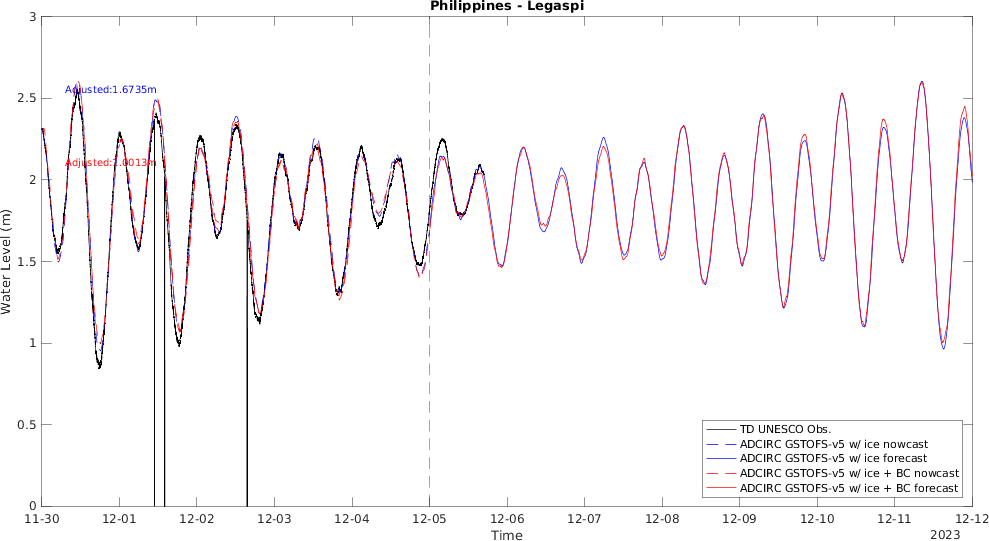 Philippines - Legaspi
3
2.5
2
1.5
1
0.5
0
Water Level (m)
Adjusted:1.6735m
Adjusted:1.0013m
TD UNESCO Obs.
ADCIRC GSTOFS-v5 w/ ice nowcast
ADCIRC GSTOFS-v5 w/ ice forecast
ADCIRC GSTOFS-v5 w/ ice + BC nowcast
ADCIRC GSTOFS-v5 w/ ice + BC forecast
11-30 12-01 12-02 12-03 12-04 12-05 12-06 12-07 12-08 12-09 12-10 12-11 12-12
Time
2023